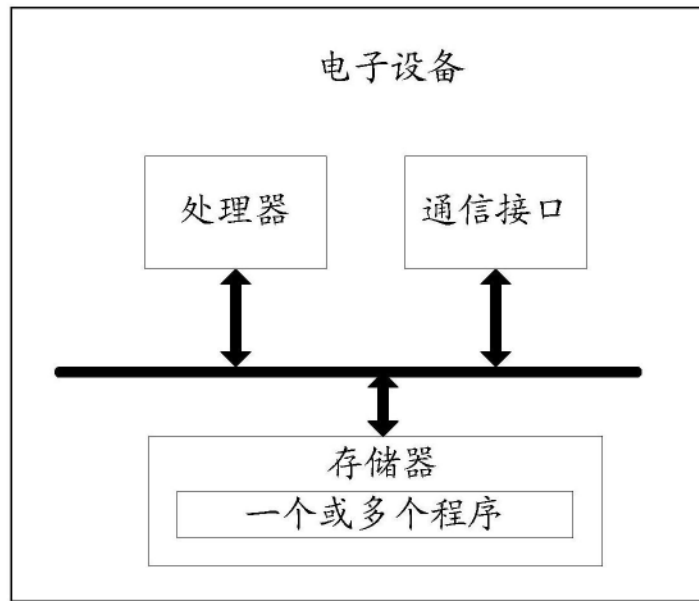 电子设备
处理器
通信接口
存储器
一个或多个程序